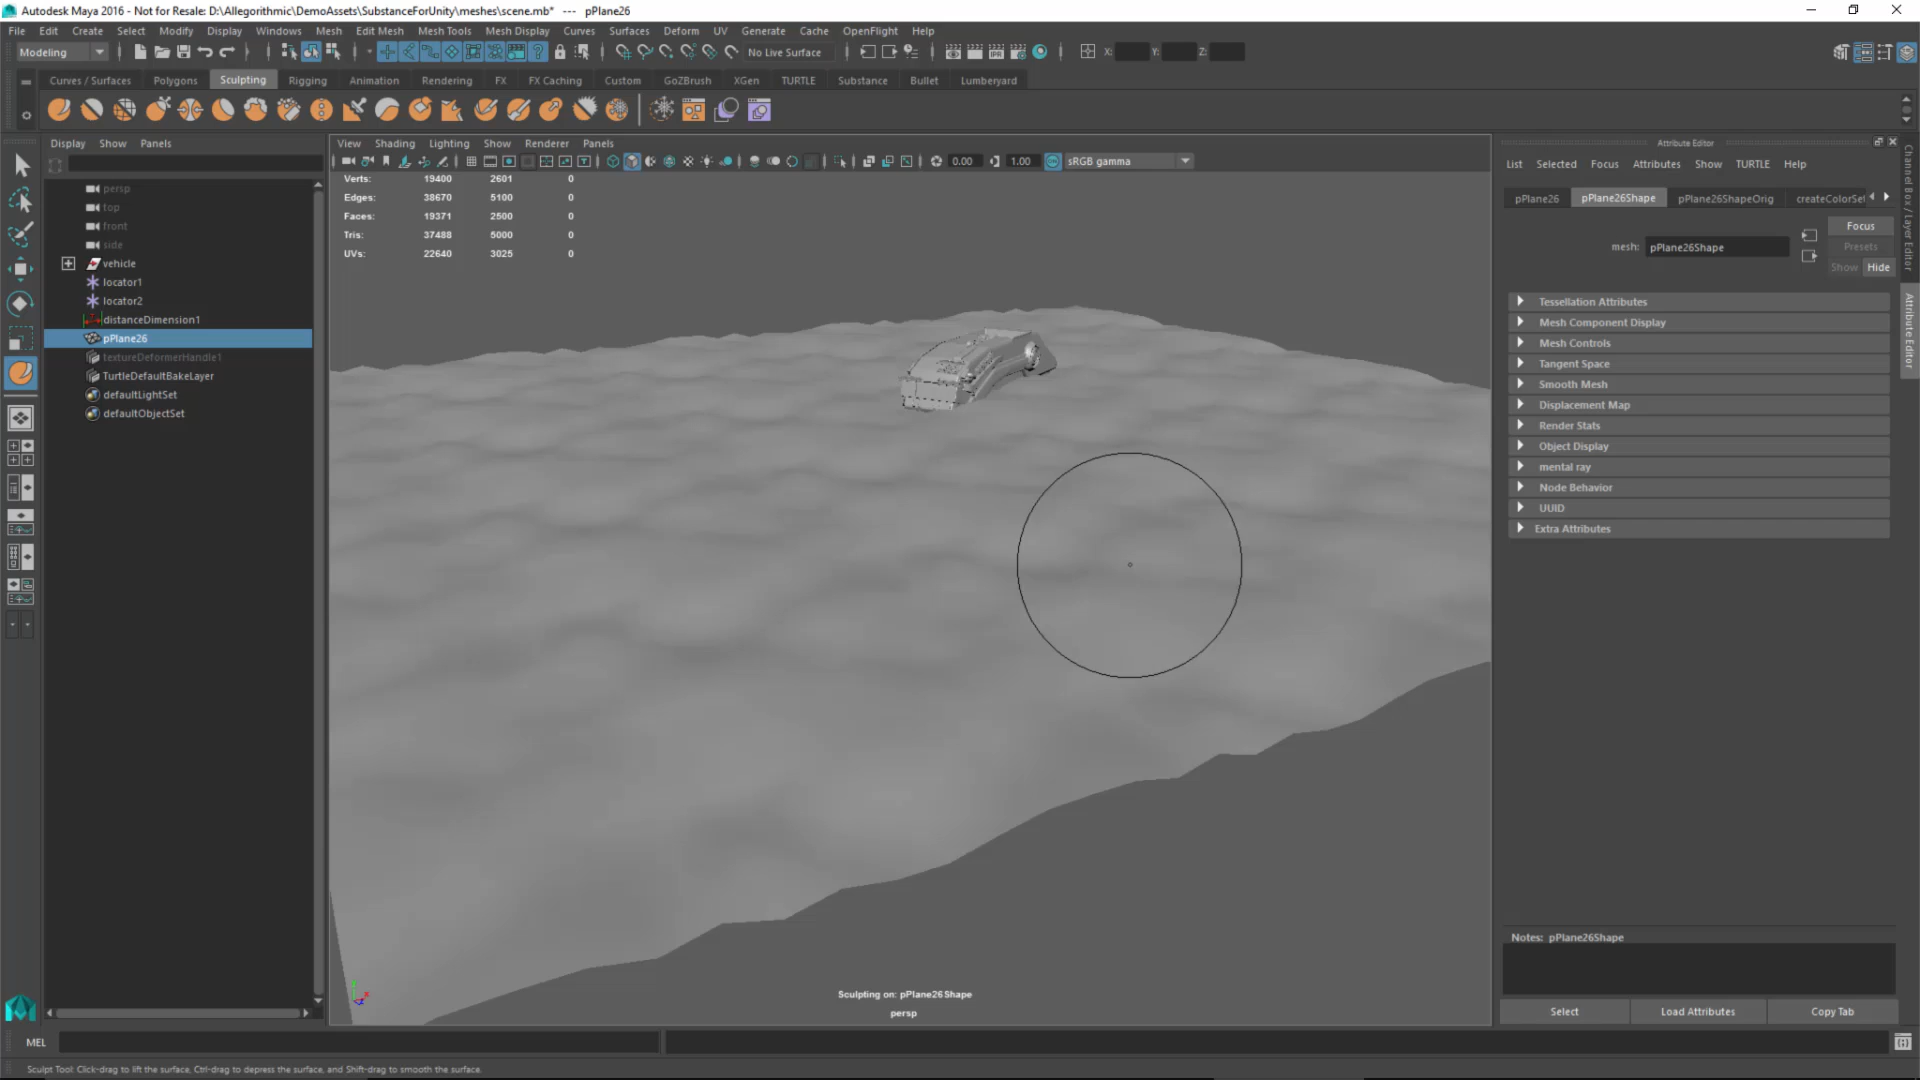 Autodesk Maya 2016 - Not for Resale: D:\Allegorithmic\DemoAssets\SubstanceForUnity\meshes\scene.mb* --- pPlane26
File Edit Create Select Modify Display Windows Mesh Edit Mesh Mesh Tools Mesh Display Curves Surfaces Deform UV Generate Cache OpenFlight Help
Modeling No Live Surface X: Y: Z:
Curves / Surfaces Polygons Sculpting Rigging Animation Rendering FX FX Caching Custom GoZBrush XGen TURTLE Substance Bullet Lumberyard
Display Show Panels
persp
top
front
side
vehicle
locator1
locator2
distanceDimension1
pPlane26
textureDeformerHandle1
TurtleDefaultBakeLayer
defaultLightSet
defaultObjectSet
View Shading Lighting Show Renderer Panels
0.00 1.00 sRGB gamma
Verts: 19400 2601 0
Edges: 38670 5100 0
Faces: 19371 2500 0
Tris: 37488 5000 0
UVs: 22640 3025 0
Sculpting on: pPlane26Shape
persp
Attribute Editor
List Selected Focus Attributes Show TURTLE Help
pPlane26 pPlane26Shape pPlane26ShapeOrig createColorSet
mesh: pPlane26Shape
Focus
Presets
Show Hide
Tessellation Attributes
Mesh Component Display
Mesh Controls
Tangent Space
Smooth Mesh
Displacement Map
Render Stats
Object Display
mental ray
Node Behavior
UUID
Extra Attributes
Notes: pPlane26Shape
Select Load Attributes Copy Tab
Channel Box / Layer Editor
Attribute Editor
MEL
Sculpt Tool: Click-drag to lift the surface, Ctrl-drag to depress the surface, and Shift-drag to smooth the surface.